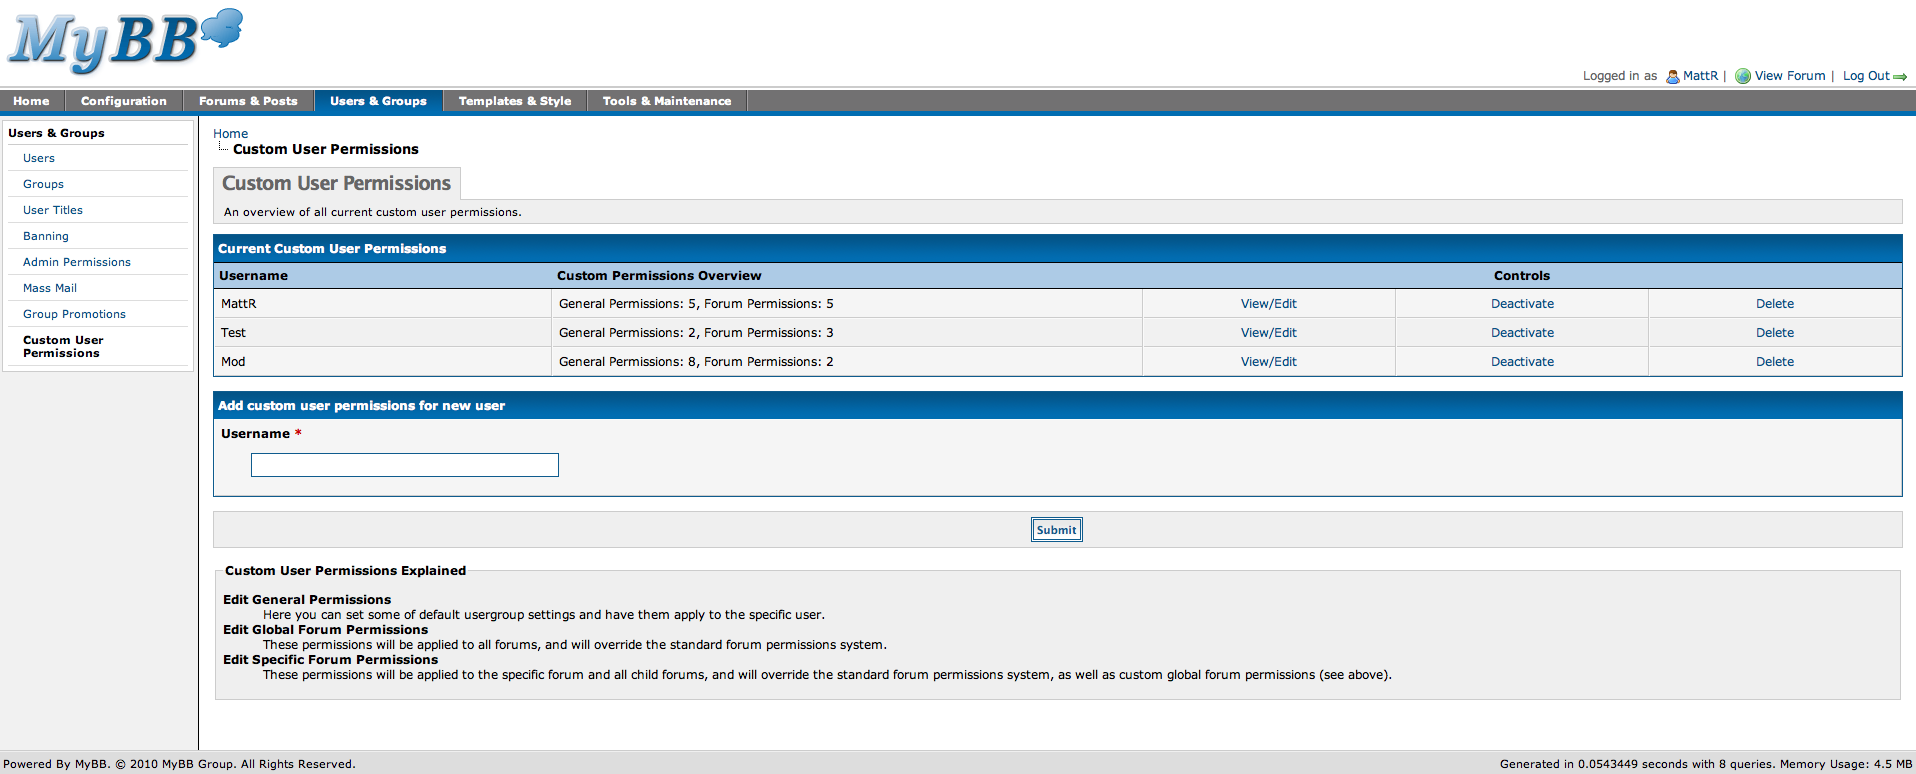 MyBB
Logged in as MattR | View Forum | Log Out
Home Configuration Forums & Posts Users & Groups Templates & Style Tools & Maintenance
Users & Groups
Users
Groups
User Titles
Banning
Admin Permissions
Mass Mail
Group Promotions
Custom User
Permissions
Home
Custom User Permissions
Custom User Permissions
An overview of all current custom user permissions.
Current Custom User Permissions
Username Custom Permissions Overview Controls
MattR General Permissions: 5, Forum Permissions: 5 View/Edit Deactivate Delete
Test General Permissions: 2, Forum Permissions: 3 View/Edit Deactivate Delete
Mod General Permissions: 8, Forum Permissions: 2 View/Edit Deactivate Delete
Add custom user permissions for new user
Username *
Submit
Custom User Permissions Explained
Edit General Permissions
Here you can set some of default usergroup settings and have them apply to the specific user.
Edit Global Forum Permissions
These permissions will be applied to all forums, and will override the standard forum permissions system.
Edit Specific Forum Permissions
These permissions will be applied to the specific forum and all child forums, and will override the standard forum permissions system, as well as custom global forum permissions (see above).
Powered By MyBB. © 2010 MyBB Group. All Rights Reserved.
Generated in 0.0543449 seconds with 8 queries. Memory Usage: 4.5 MB